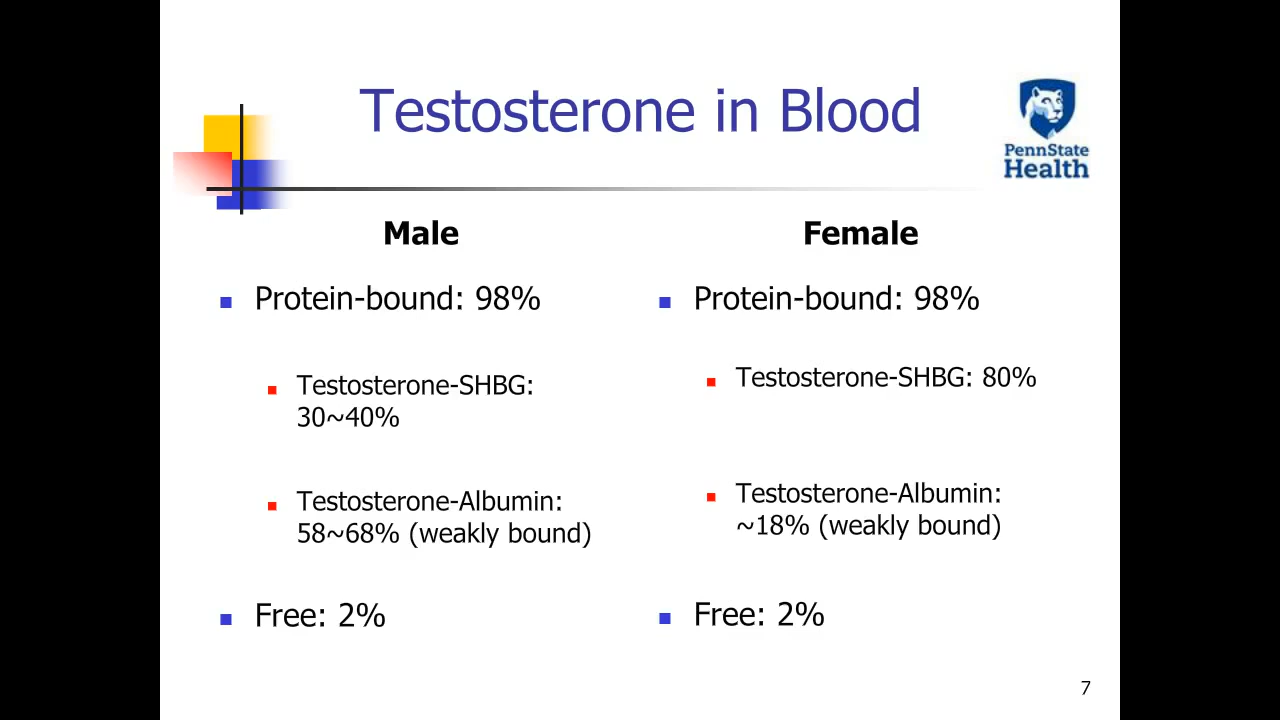 Testosterone in Blood
PennState
Health
Male
Protein-bound: 98%
Testosterone-SHBG:
30~40%
Testosterone-Albumin:
58~68% (weakly bound)
Free: 2%
Female
Protein-bound: 98%
Testosterone-SHBG: 80%
Testosterone-Albumin:
~18% (weakly bound)
Free: 2%
7